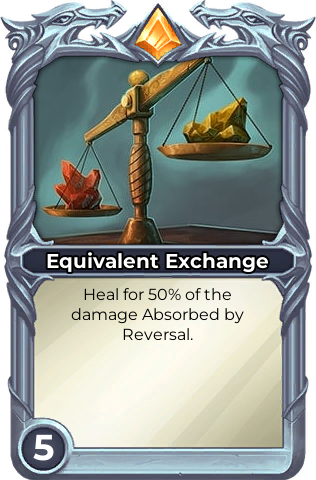 Equivalent Exchange
Heal for 50% of the
damage Absorbed by
Reversal.
5